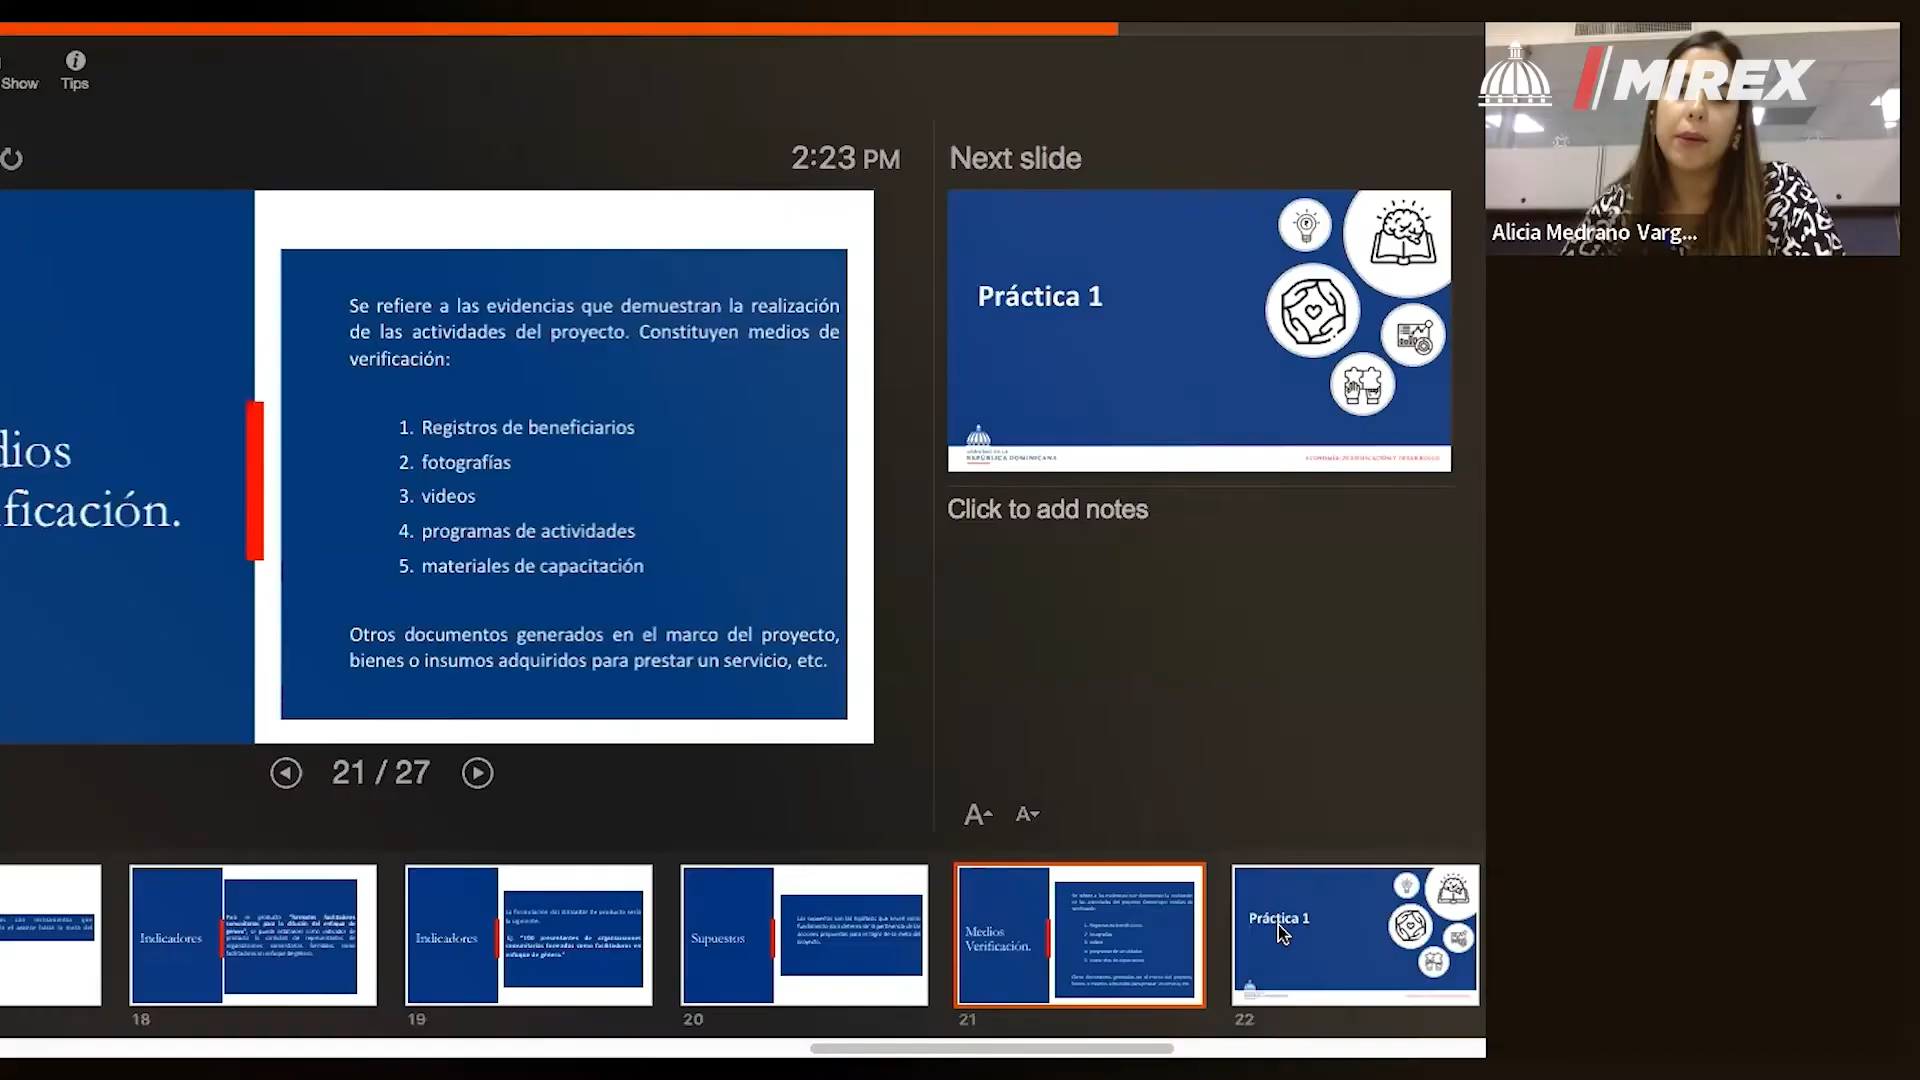 Show
Tips
MIREX
Alicia Medrano Varg...
2:23 PM
Next slide
dios
ificación.
Se refiere a las evidencias que demuestran la realización
de las actividades del proyecto. Constituyen medios de
verificación:
1. Registros de beneficiarios
2. fotografías
3. videos
4. programas de actividades
5. materiales de capacitación
Otros documentos generados en el marco del proyecto,
bienes o insumos adquiridos para prestar un servicio, etc.
Práctica 1
REPÚBLICA DOMINICANA
Click to add notes
21 / 27
A
A
Indicadores
Indicadores
Supuestos
Medios
Verificación.
Práctica 1
18
19
20
21
22